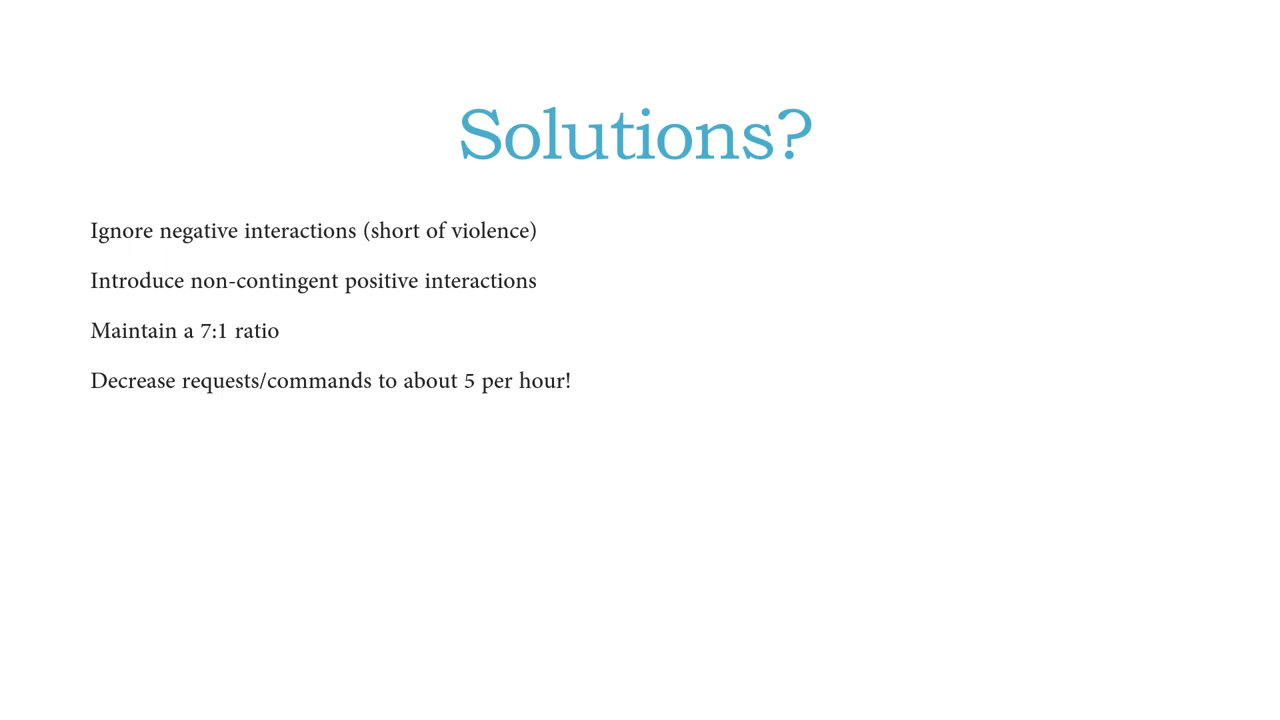 Solutions?
Ignore negative interactions (short of violence)
Introduce non-contingent positive interactions
Maintain a 7:1 ratio
Decrease requests/commands to about 5 per hour!